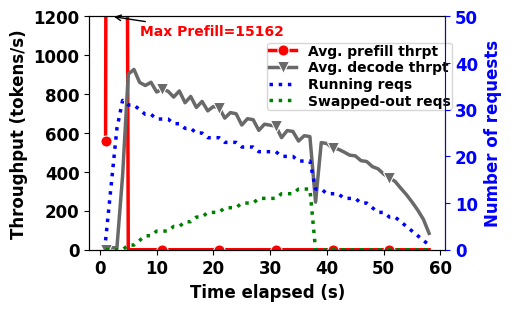 Max Prefill=15162
Avg. prefill thrpt
Avg. decode thrpt
Running reqs
Swapped-out reqs
Throughput (tokens/s)
1200
1000
800
600
400
200
0
Number of requests
50
40
30
20
10
0
0 10 20 30 40 50 60
Time elapsed (s)